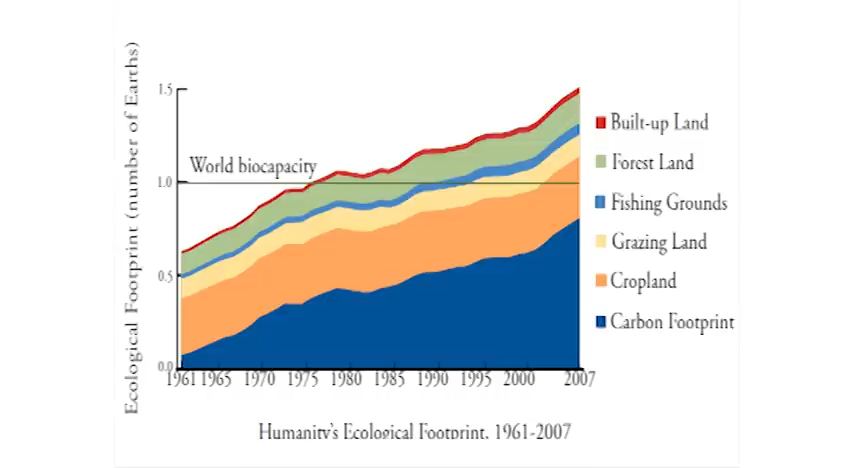 Ecological Footprint (number of Earths)
1.5
1.0
0.5
0.0
World biocapacity
1961 1965 1970 1975 1980 1985 1990 1995 2000 2007
Built-up Land
Forest Land
Fishing Grounds
Grazing Land
Cropland
Carbon Footprint
Humanity's Ecological Footprint, 1961-2007